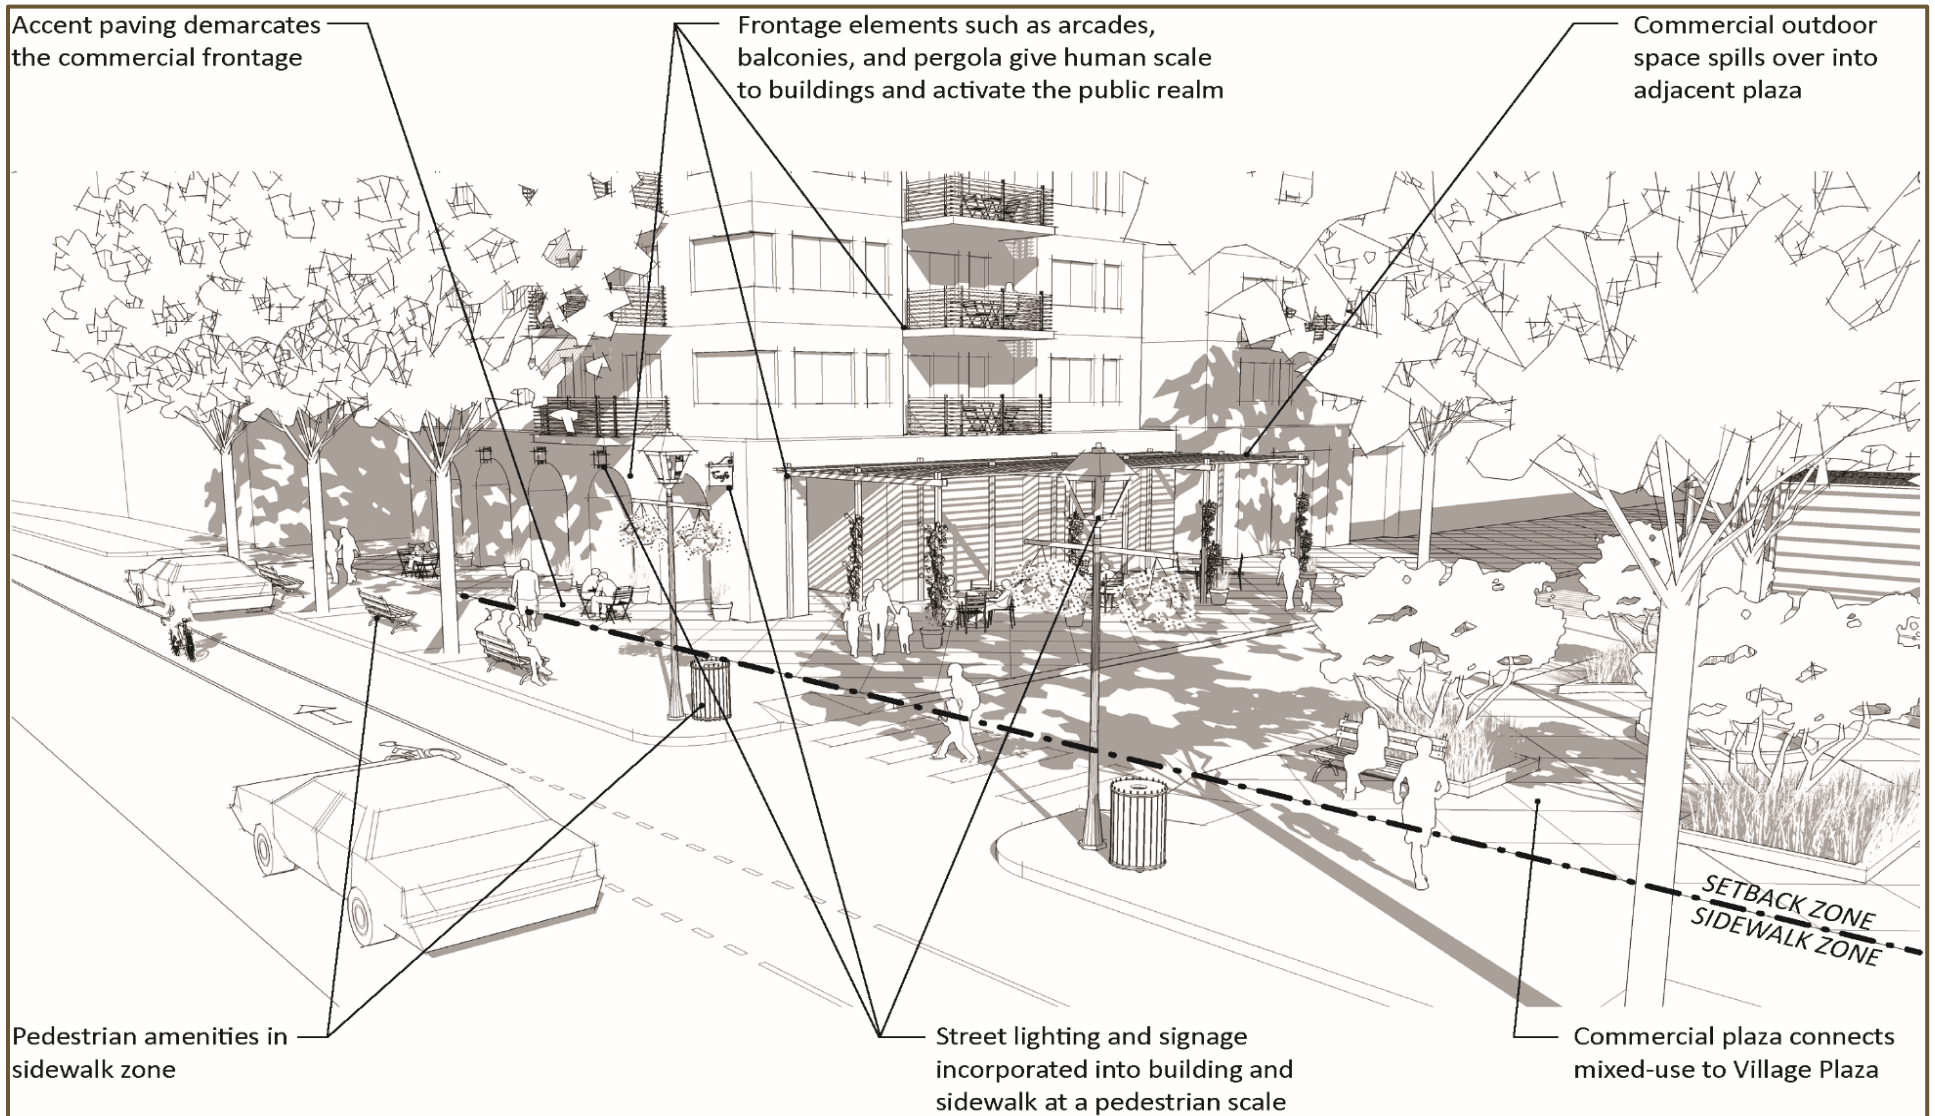 Accent paving demarcates
the commercial frontage
Frontage elements such as arcades,
balconies, and pergola give human scale
to buildings and activate the public realm
Commercial outdoor
space spills over into
adjacent plaza
Cafe
SETBACK ZONE
SIDEWALK ZONE
Pedestrian amenities in
sidewalk zone
Street lighting and signage
incorporated into building and
sidewalk at a pedestrian scale
Commercial plaza connects
mixed-use to Village Plaza